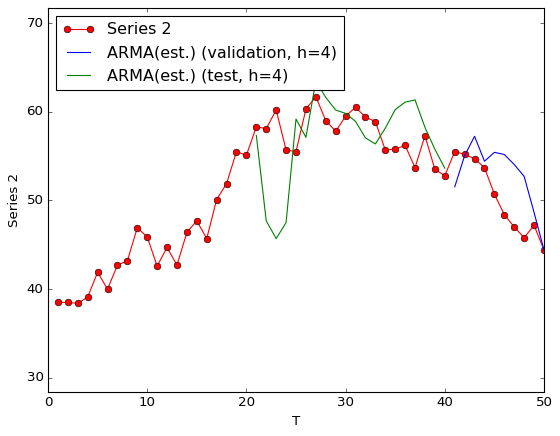 Series 2
ARMA(est.) (validation, h=4)
ARMA(est.) (test, h=4)
70
60
50
40
30
Series 2
0 10 20 30 40 50
T